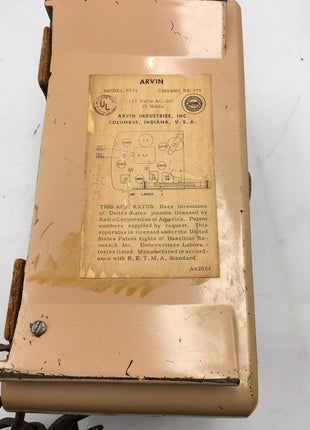 ARVIN
MODEL 951T CHASSIS RE-
UL
117 Volts AC-DC
35 Watts
ARVIN INDUSTRIES, INC.
COLUMBUS, INDIANA, U. S. A.
LAYOUT
THIS APPARATUS: Uses inventions
of United States patents licensed by
Radio Corporation of America. Patent
numbers supplied by request. This
apparatus is licensed under the United
States Patent rights of Hazeltine Re-
search Inc. Underwriters Labora-
tories listed. Manufactured in accord-
ance with R.E.T.M.A. Standard.
A42024